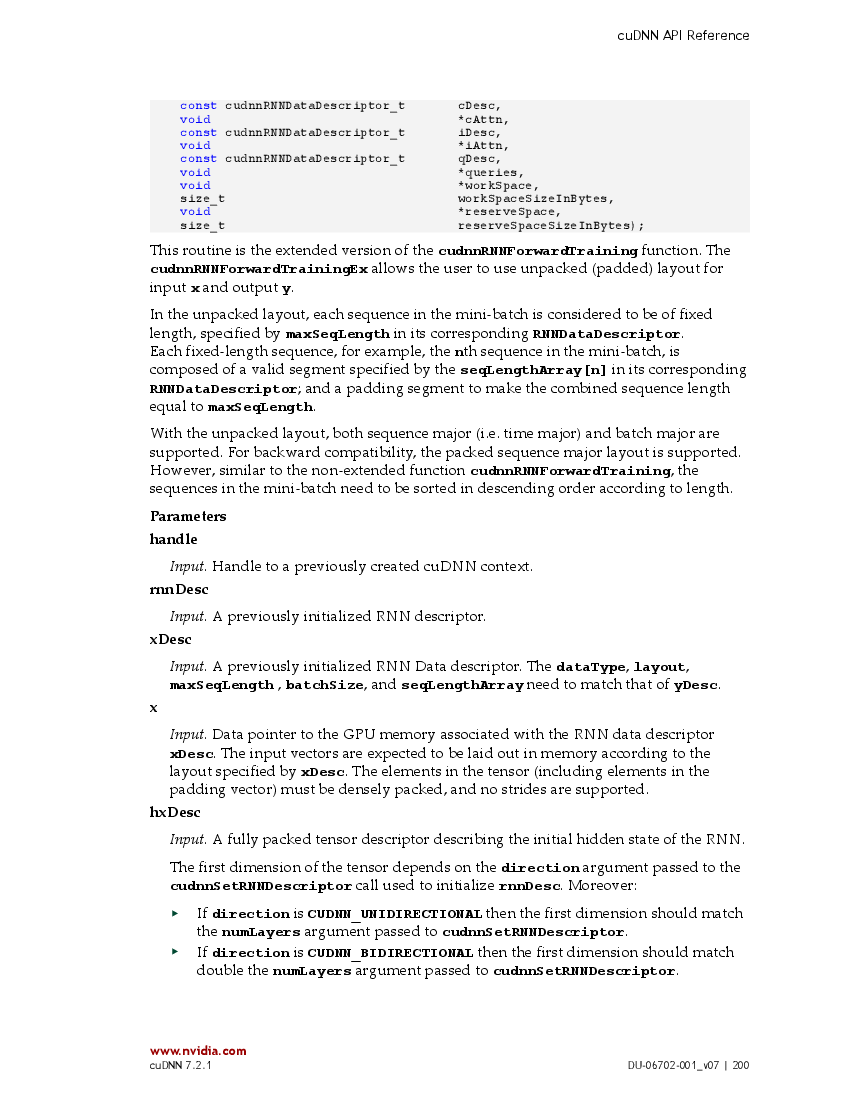 cuDNN API Reference
const cudnnRNNDataDescriptor_t cDesc,
void *cAttn,
const cudnnRNNDataDescriptor_t iDesc,
void *iAttn,
const cudnnRNNDataDescriptor_t qDesc,
void *queries,
void *workSpace,
size_t workSpaceSizeInBytes,
void *reserveSpace,
size_t reserveSpaceSizeInBytes);
This routine is the extended version of the cudnnRNNForwardTraining function. The
cudnnRNNForwardTrainingEx allows the user to use unpacked (padded) layout for
input x and output y.
In the unpacked layout, each sequence in the mini-batch is considered to be of fixed
length, specified by maxSeqLength in its corresponding RNNDataDescriptor.
Each fixed-length sequence, for example, the nth sequence in the mini-batch, is
composed of a valid segment specified by the seqLengthArray[n] in its corresponding
RNNDataDescriptor; and a padding segment to make the combined sequence length
equal to maxSeqLength.
With the unpacked layout, both sequence major (i.e. time major) and batch major are
supported. For backward compatibility, the packed sequence major layout is supported.
However, similar to the non-extended function cudnnRNNForwardTraining, the
sequences in the mini-batch need to be sorted in descending order according to length.
Parameters
handle
Input. Handle to a previously created cuDNN context.
rnnDesc
Input. A previously initialized RNN descriptor.
xDesc
Input. A previously initialized RNN Data descriptor. The dataType, layout,
maxSeqLength , batchSize, and seqLengthArray need to match that of yDesc.
x
Input. Data pointer to the GPU memory associated with the RNN data descriptor
xDesc. The input vectors are expected to be laid out in memory according to the
layout specified by xDesc. The elements in the tensor (including elements in the
padding vector) must be densely packed, and no strides are supported.
hxDesc
Input. A fully packed tensor descriptor describing the initial hidden state of the RNN.
The first dimension of the tensor depends on the direction argument passed to the
cudnnSetRNNDescriptor call used to initialize rnnDesc. Moreover:
▸ If direction is CUDNN_UNIDIRECTIONAL then the first dimension should match
the numLayers argument passed to cudnnSetRNNDescriptor.
▸ If direction is CUDNN_BIDIRECTIONAL then the first dimension should match
double the numLayers argument passed to cudnnSetRNNDescriptor.
www.nvidia.com
cuDNN 7.2.1 DU-06702-001_v07 | 200